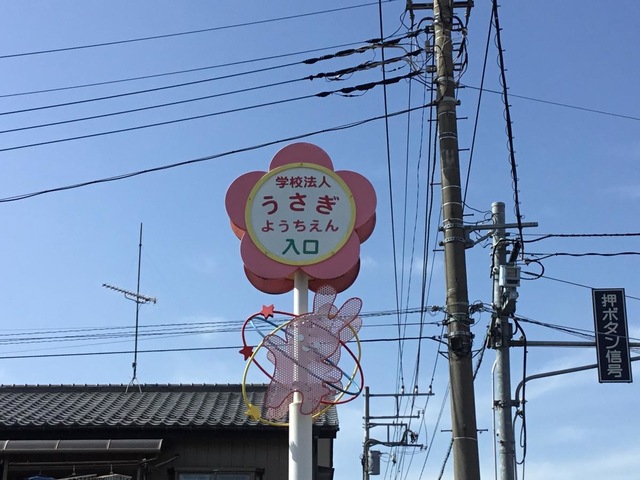 学校法人
うさぎ
ようちえん
入口
押ボタン信号